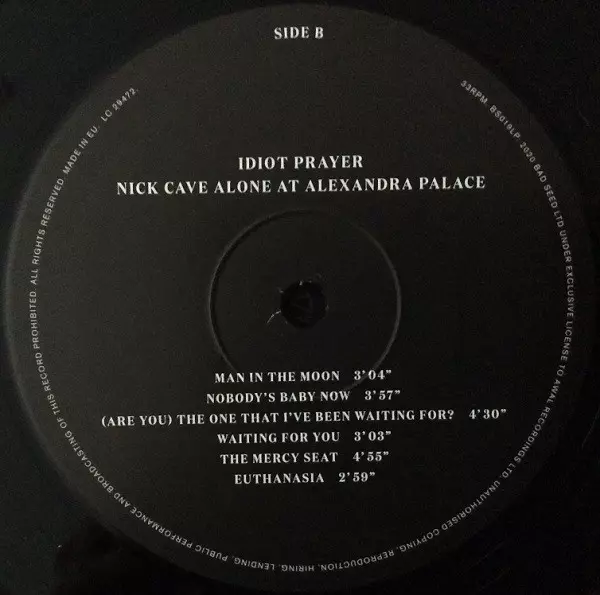 SIDE B
IDIOT PRAYER
NICK CAVE ALONE AT ALEXANDRA PALACE
MAN IN THE MOON 3’04”
NOBODY’S BABY NOW 3’57”
(ARE YOU) THE ONE THAT I’VE BEEN WAITING FOR? 4’30”
WAITING FOR YOU 3’03”
THE MERCY SEAT 4’55”
EUTHANASIA 2’59”
33RPM. BS019LP. 2020 BAD SEED LTD UNDER EXCLUSIVE LICENSE TO AWAL RECORDINGS LTD. UNAUTHORISED COPYING, REPRODUCTION, HIRING, LENDING, PUBLIC PERFORMANCE AND BROADCASTING OF THIS RECORD PROHIBITED. ALL RIGHTS RESERVED. MADE IN EU. LC 29472.